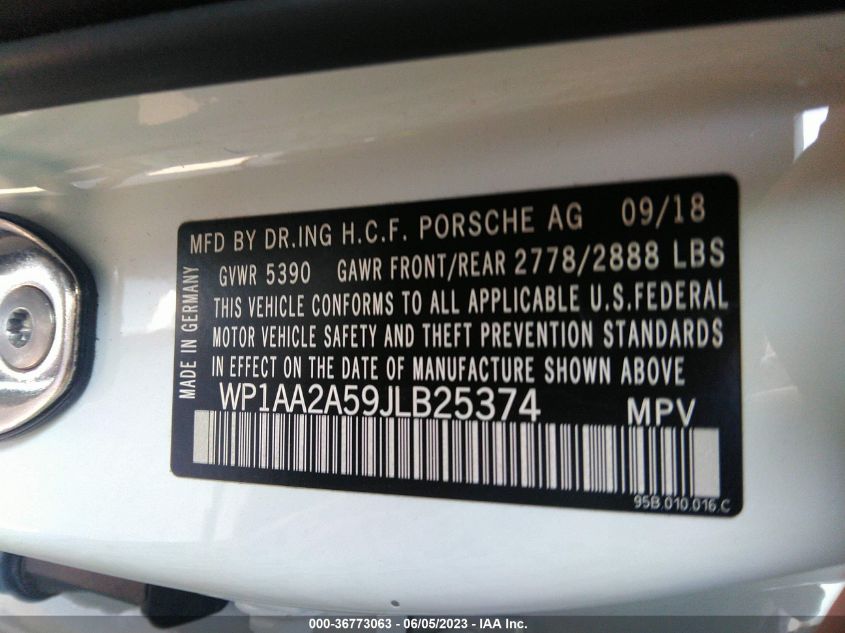 MFD BY DR.ING H.C.F. PORSCHE AG 09/18
GVWR 5390 GAWR FRONT/REAR 2778/2888 LBS
THIS VEHICLE CONFORMS TO ALL APPLICABLE U.S.FEDERAL
MOTOR VEHICLE SAFETY AND THEFT PREVENTION STANDARDS
IN EFFECT ON THE DATE OF MANUFACTURE SHOWN ABOVE
WP1AA2A59JLB25374 MPV
MADE IN GERMANY
95B.010.016.C
000-36773063 - 06/05/2023 - IAA Inc.